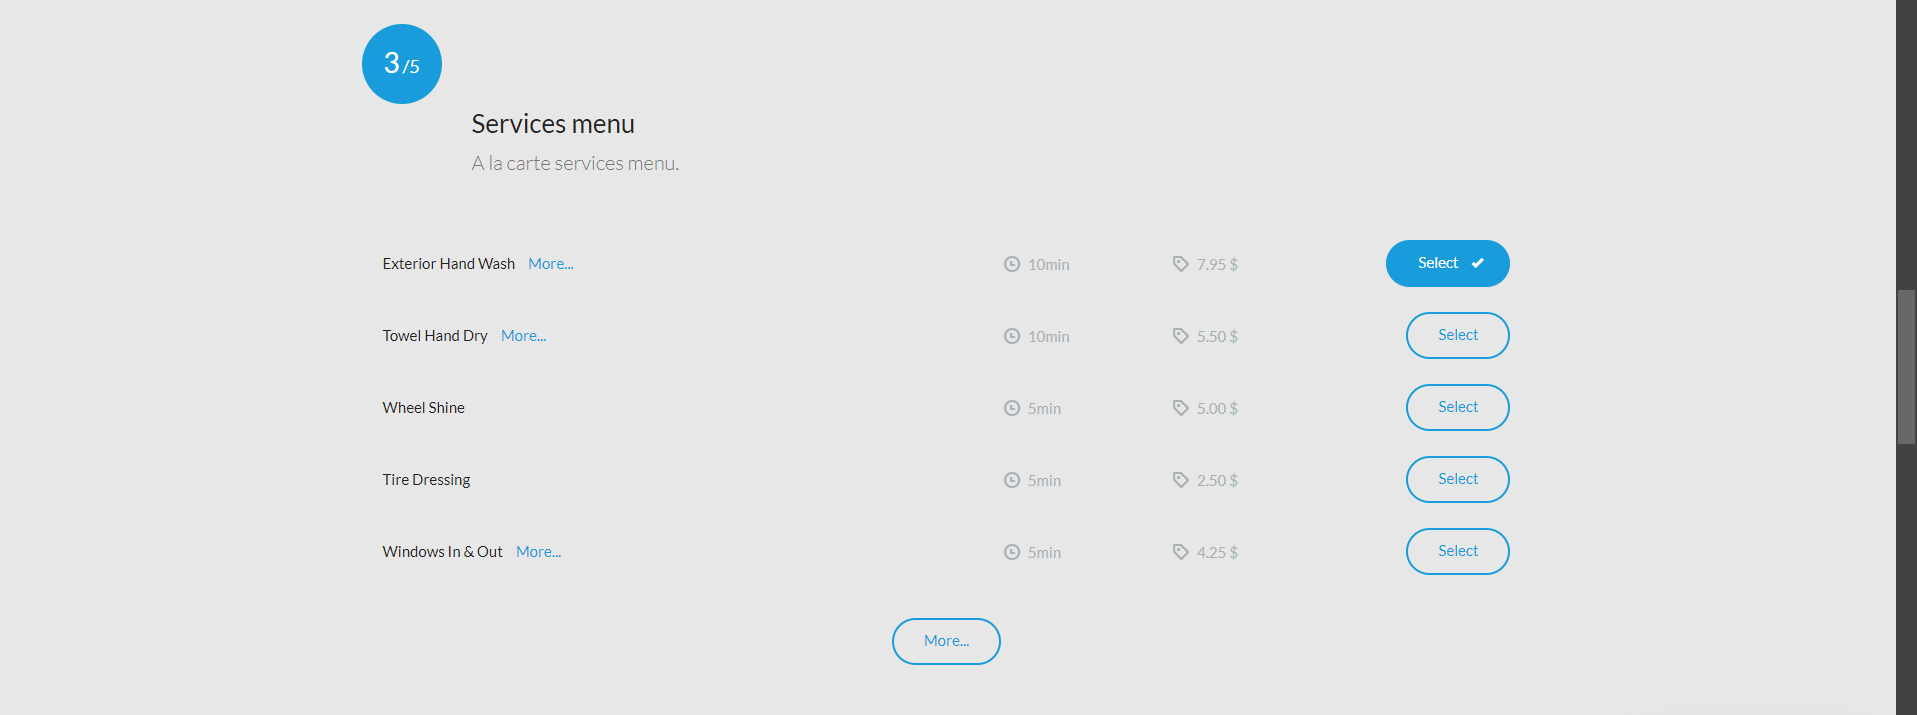 3/5
Services menu
A la carte services menu.
Exterior Hand Wash More... 10min 7.95 $ Select
Towel Hand Dry More... 10min 5.50 $ Select
Wheel Shine 5min 5.00 $ Select
Tire Dressing 5min 2.50 $ Select
Windows In & Out More... 5min 4.25 $ Select
More...